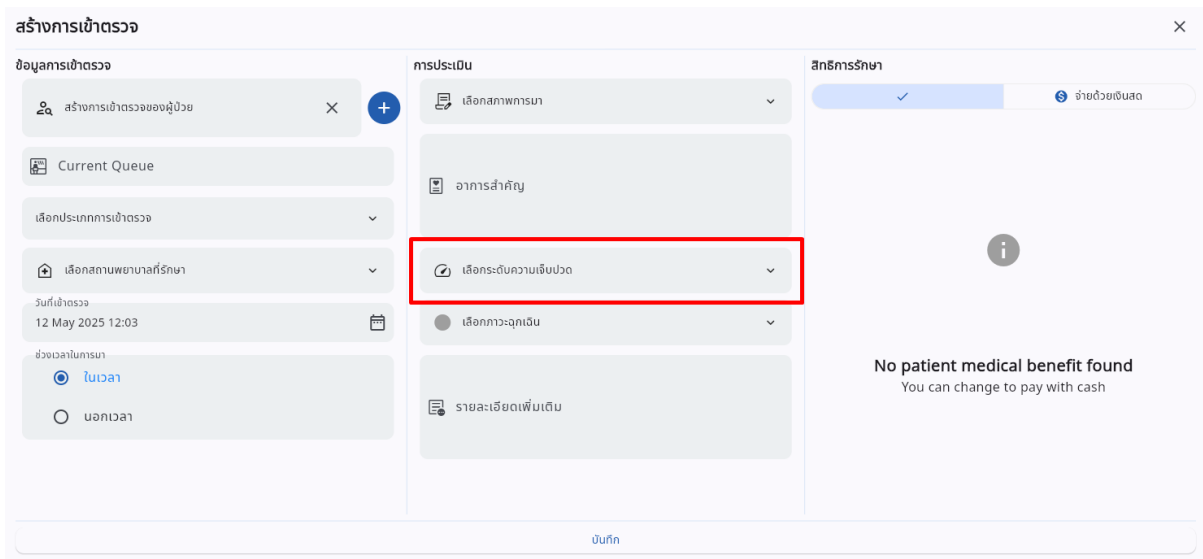 สร้างการเข้าตรวจ
ข้อมูลการเข้าตรวจ
สร้างการเข้าตรวจของผู้ป่วย
Current Queue
เลือกประเภทการเข้าตรวจ
เลือกสถานพยาบาลที่รักษา
วันที่เข้าตรวจ
12 May 2025 12:03
ช่วงเวลาในการมา
ในเวลา
นอกเวลา
การประเมิน
เลือกสภาพการมา
อาการสำคัญ
เลือกระดับความเจ็บปวด
เลือกภาวะฉุกเฉิน
รายละเอียดเพิ่มเติม
สิทธิการรักษา
จ่ายด้วยเงินสด
No patient medical benefit found
You can change to pay with cash
บันทึก